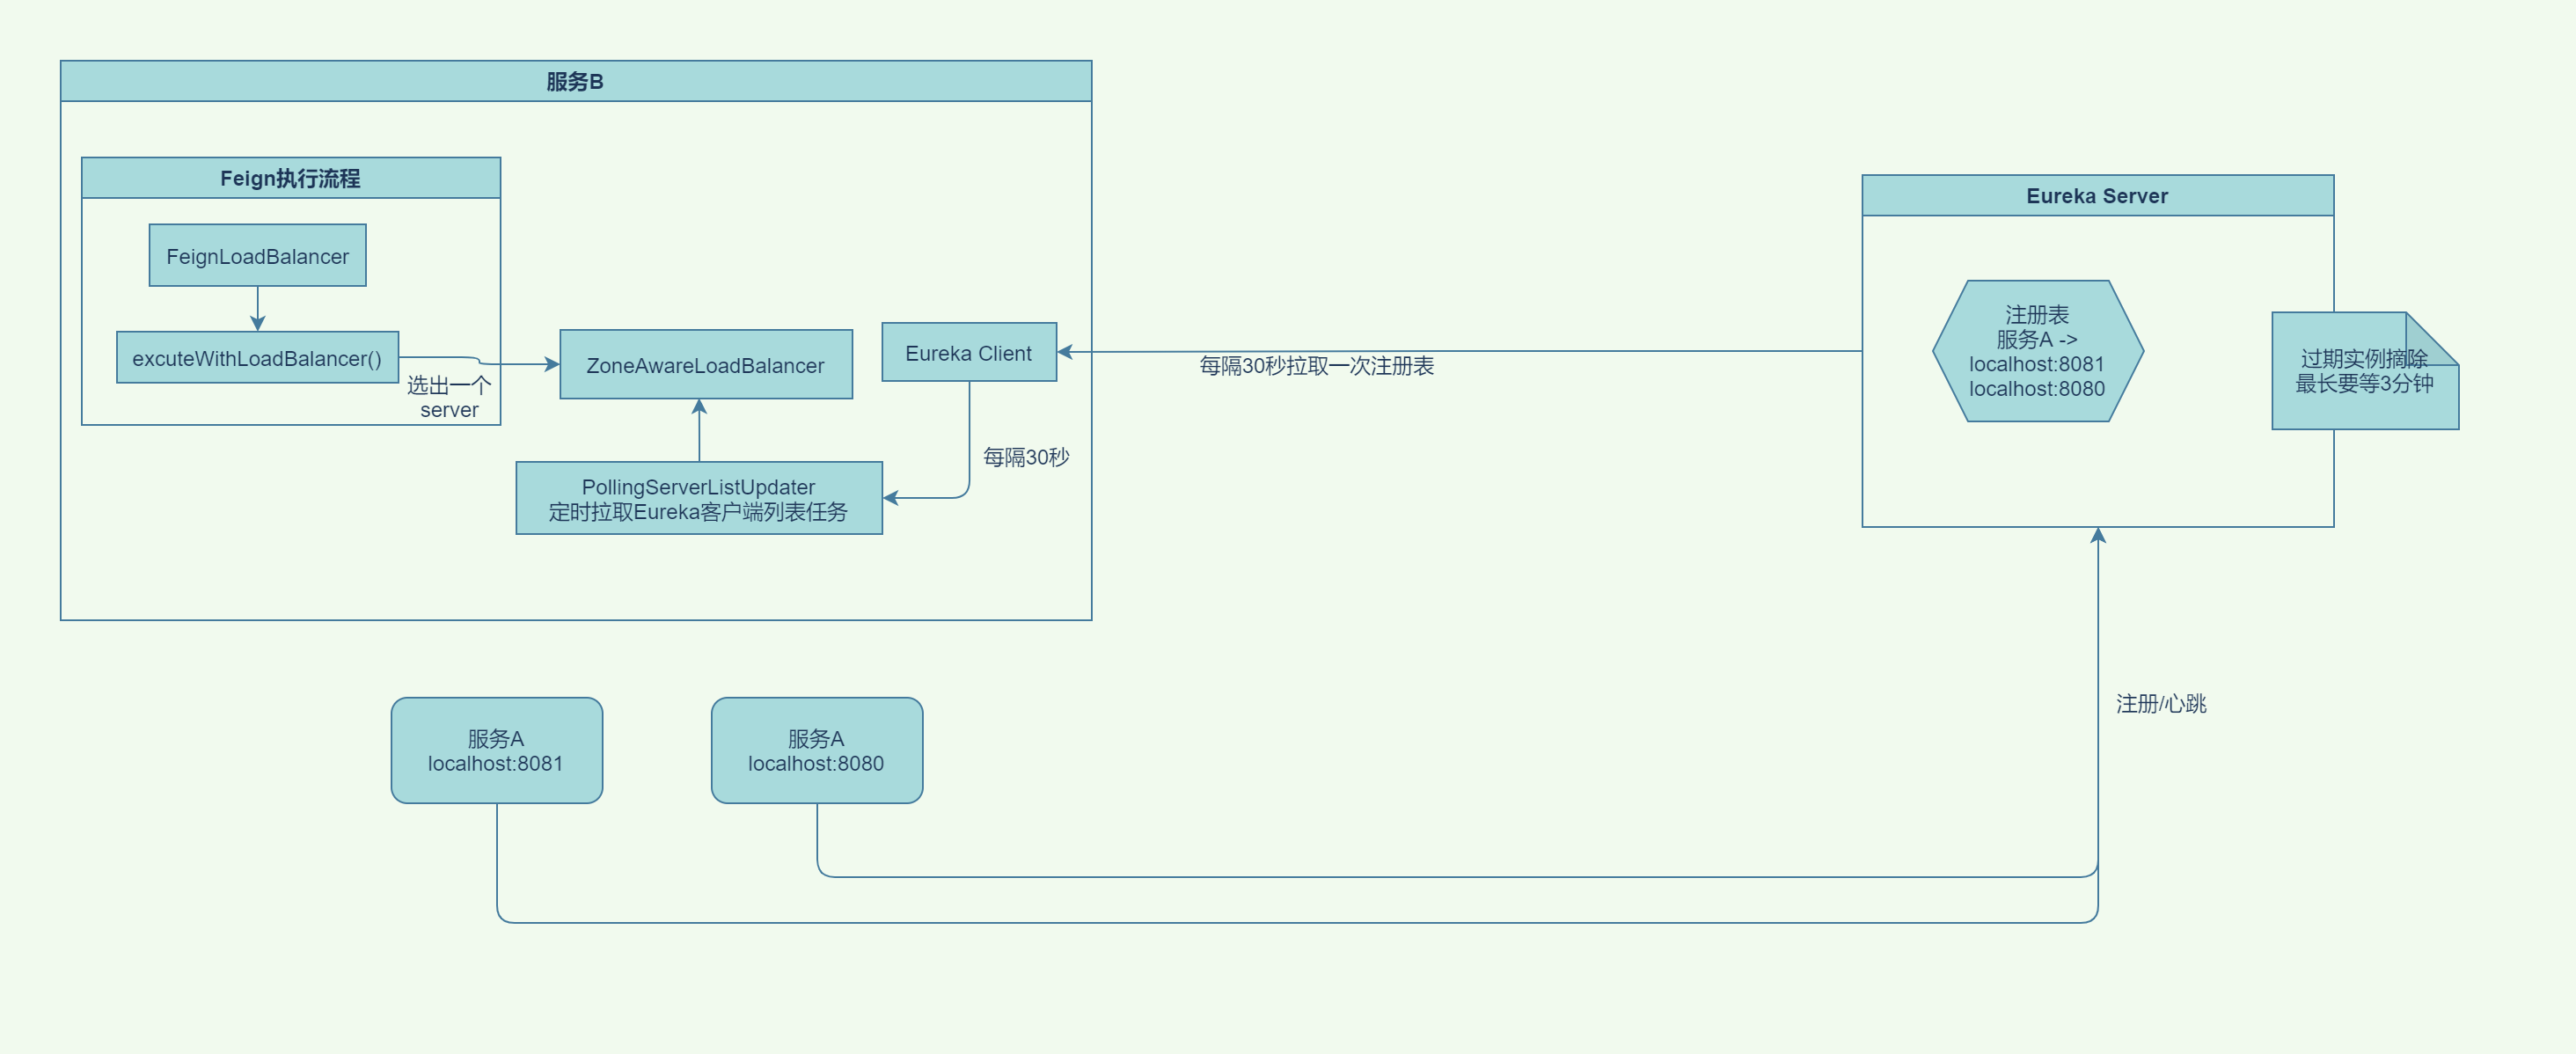 服务B
Feign执行流程
FeignLoadBalancer
excuteWithLoadBalancer()
选出一个
server
ZoneAwareLoadBalancer
Eureka Client
每隔30秒
PollingServerListUpdater
定时拉取Eureka客户端列表任务
每隔30秒拉取一次注册表
Eureka Server
注册表
服务A ->
localhost:8081
localhost:8080
过期实例摘除
最长要等3分钟
注册/心跳
服务A
localhost:8081
服务A
localhost:8080